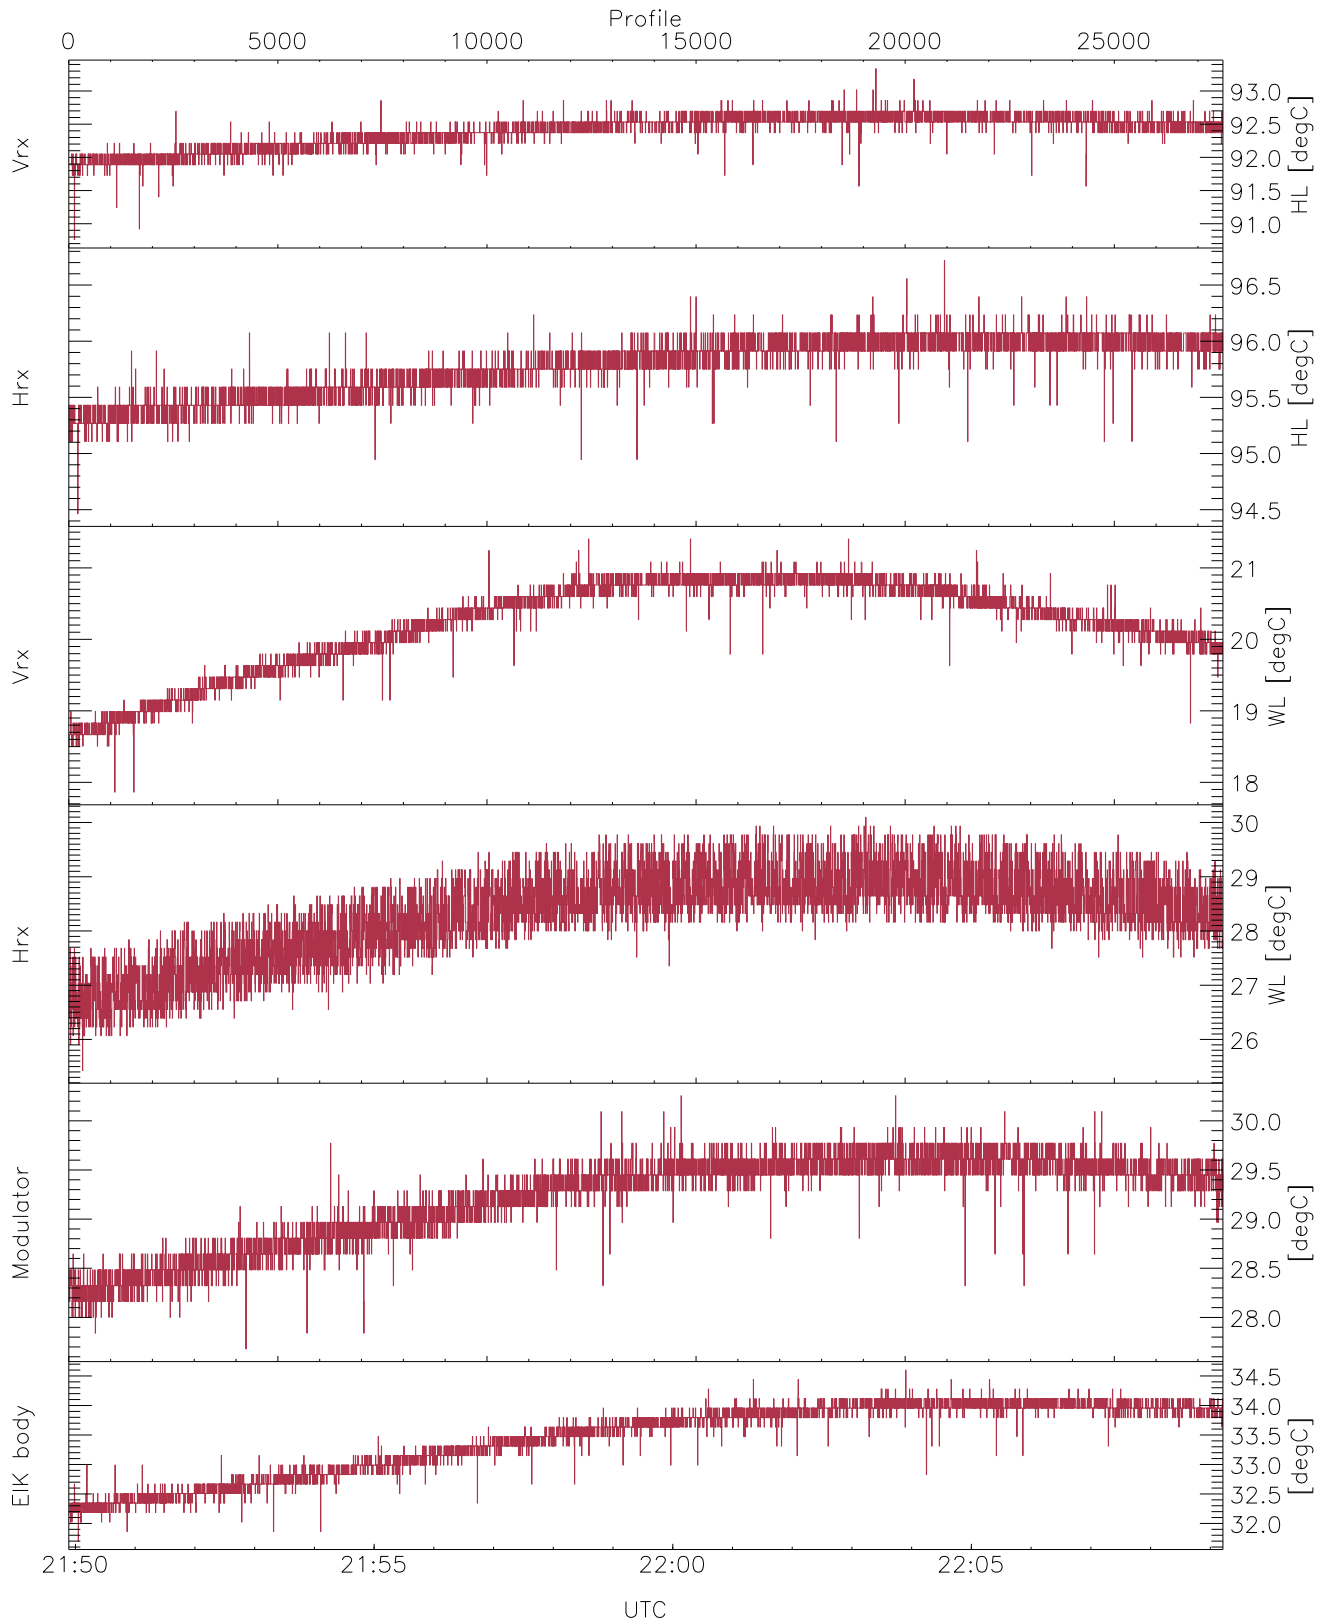 Profile
0 5000 10000 15000 20000 25000
Vrx
93.0
92.5
92.0
91.5
91.0
HL [degC]
Hrx
96.5
96.0
95.5
95.0
94.5
HL [degC]
Vrx
21
20
19
18
WL [degC]
Hrx
30
29
28
27
26
WL [degC]
Modulator
30.0
29.5
29.0
28.5
28.0
[degC]
EIK body
34.5
34.0
33.5
33.0
32.5
32.0
[degC]
21:50 21:55 22:00 22:05
UTC